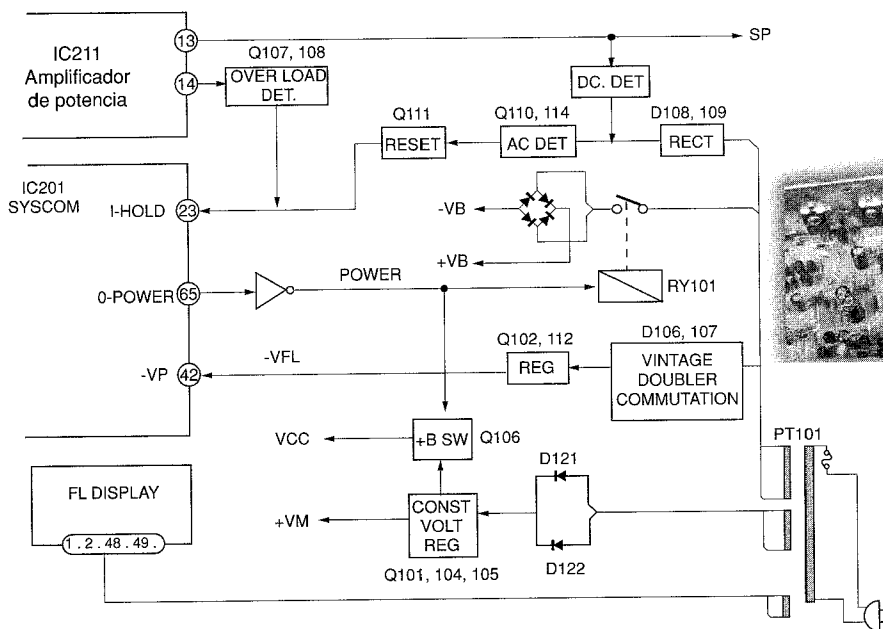 IC211
Amplificador
de potencia
13
14
SP
Q107, 108
OVER LOAD
DET.
DC. DET
Q111
RESET
Q110, 114
AC DET
D108, 109
RECT
IC201
SYSCOM
I-HOLD
23
-VB
+VB
0-POWER
65
POWER
RY101
-VP
42
-VFL
Q102, 112
REG
D106, 107
VINTAGE
DOUBLER
COMMUTATION
VCC
+B SW
Q106
PT101
FL DISPLAY
1 . 2 . 48 . 49 .
+VM
CONST
VOLT
REG
Q101, 104, 105
D121
D122